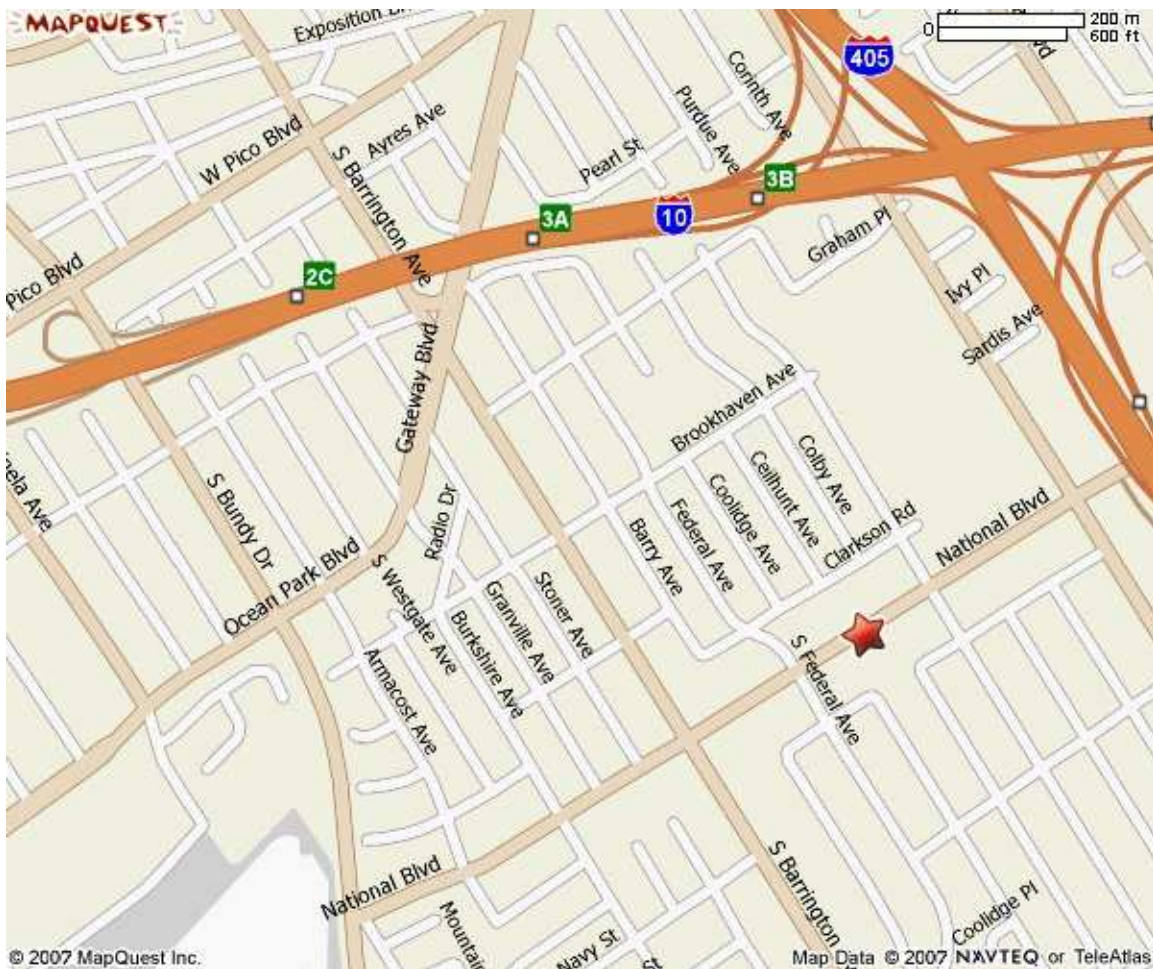 MAPQUEST
Exposition
200 m
0
600 ft
405
Corinth Ave
Purdue Ave
W Pico Blvd
Ayres Ave
Pearl St
S Barrington Ave
3B
3A
10
Graham Pl
Pico Blvd
2C
Ivy Pl
Sardis Ave
Gateway Blvd
Brookhaven Ave
S Bundy Dr
Radio Dr
Colby Ave
Ceilhunt Ave
Coolidge Ave
Federal Ave
Barry Ave
Clarkson Rd
National Blvd
Ocean Park Blvd
S Westgate Ave
Stoner Ave
Granville Ave
Burkshire Ave
Armacost Ave
S Federal Ave
National Blvd
S Barrington
Mountain
Navy St
St
Coolidge Pl
© 2007 MapQuest Inc.
Map Data © 2007 NAVTEQ or TeleAtlas